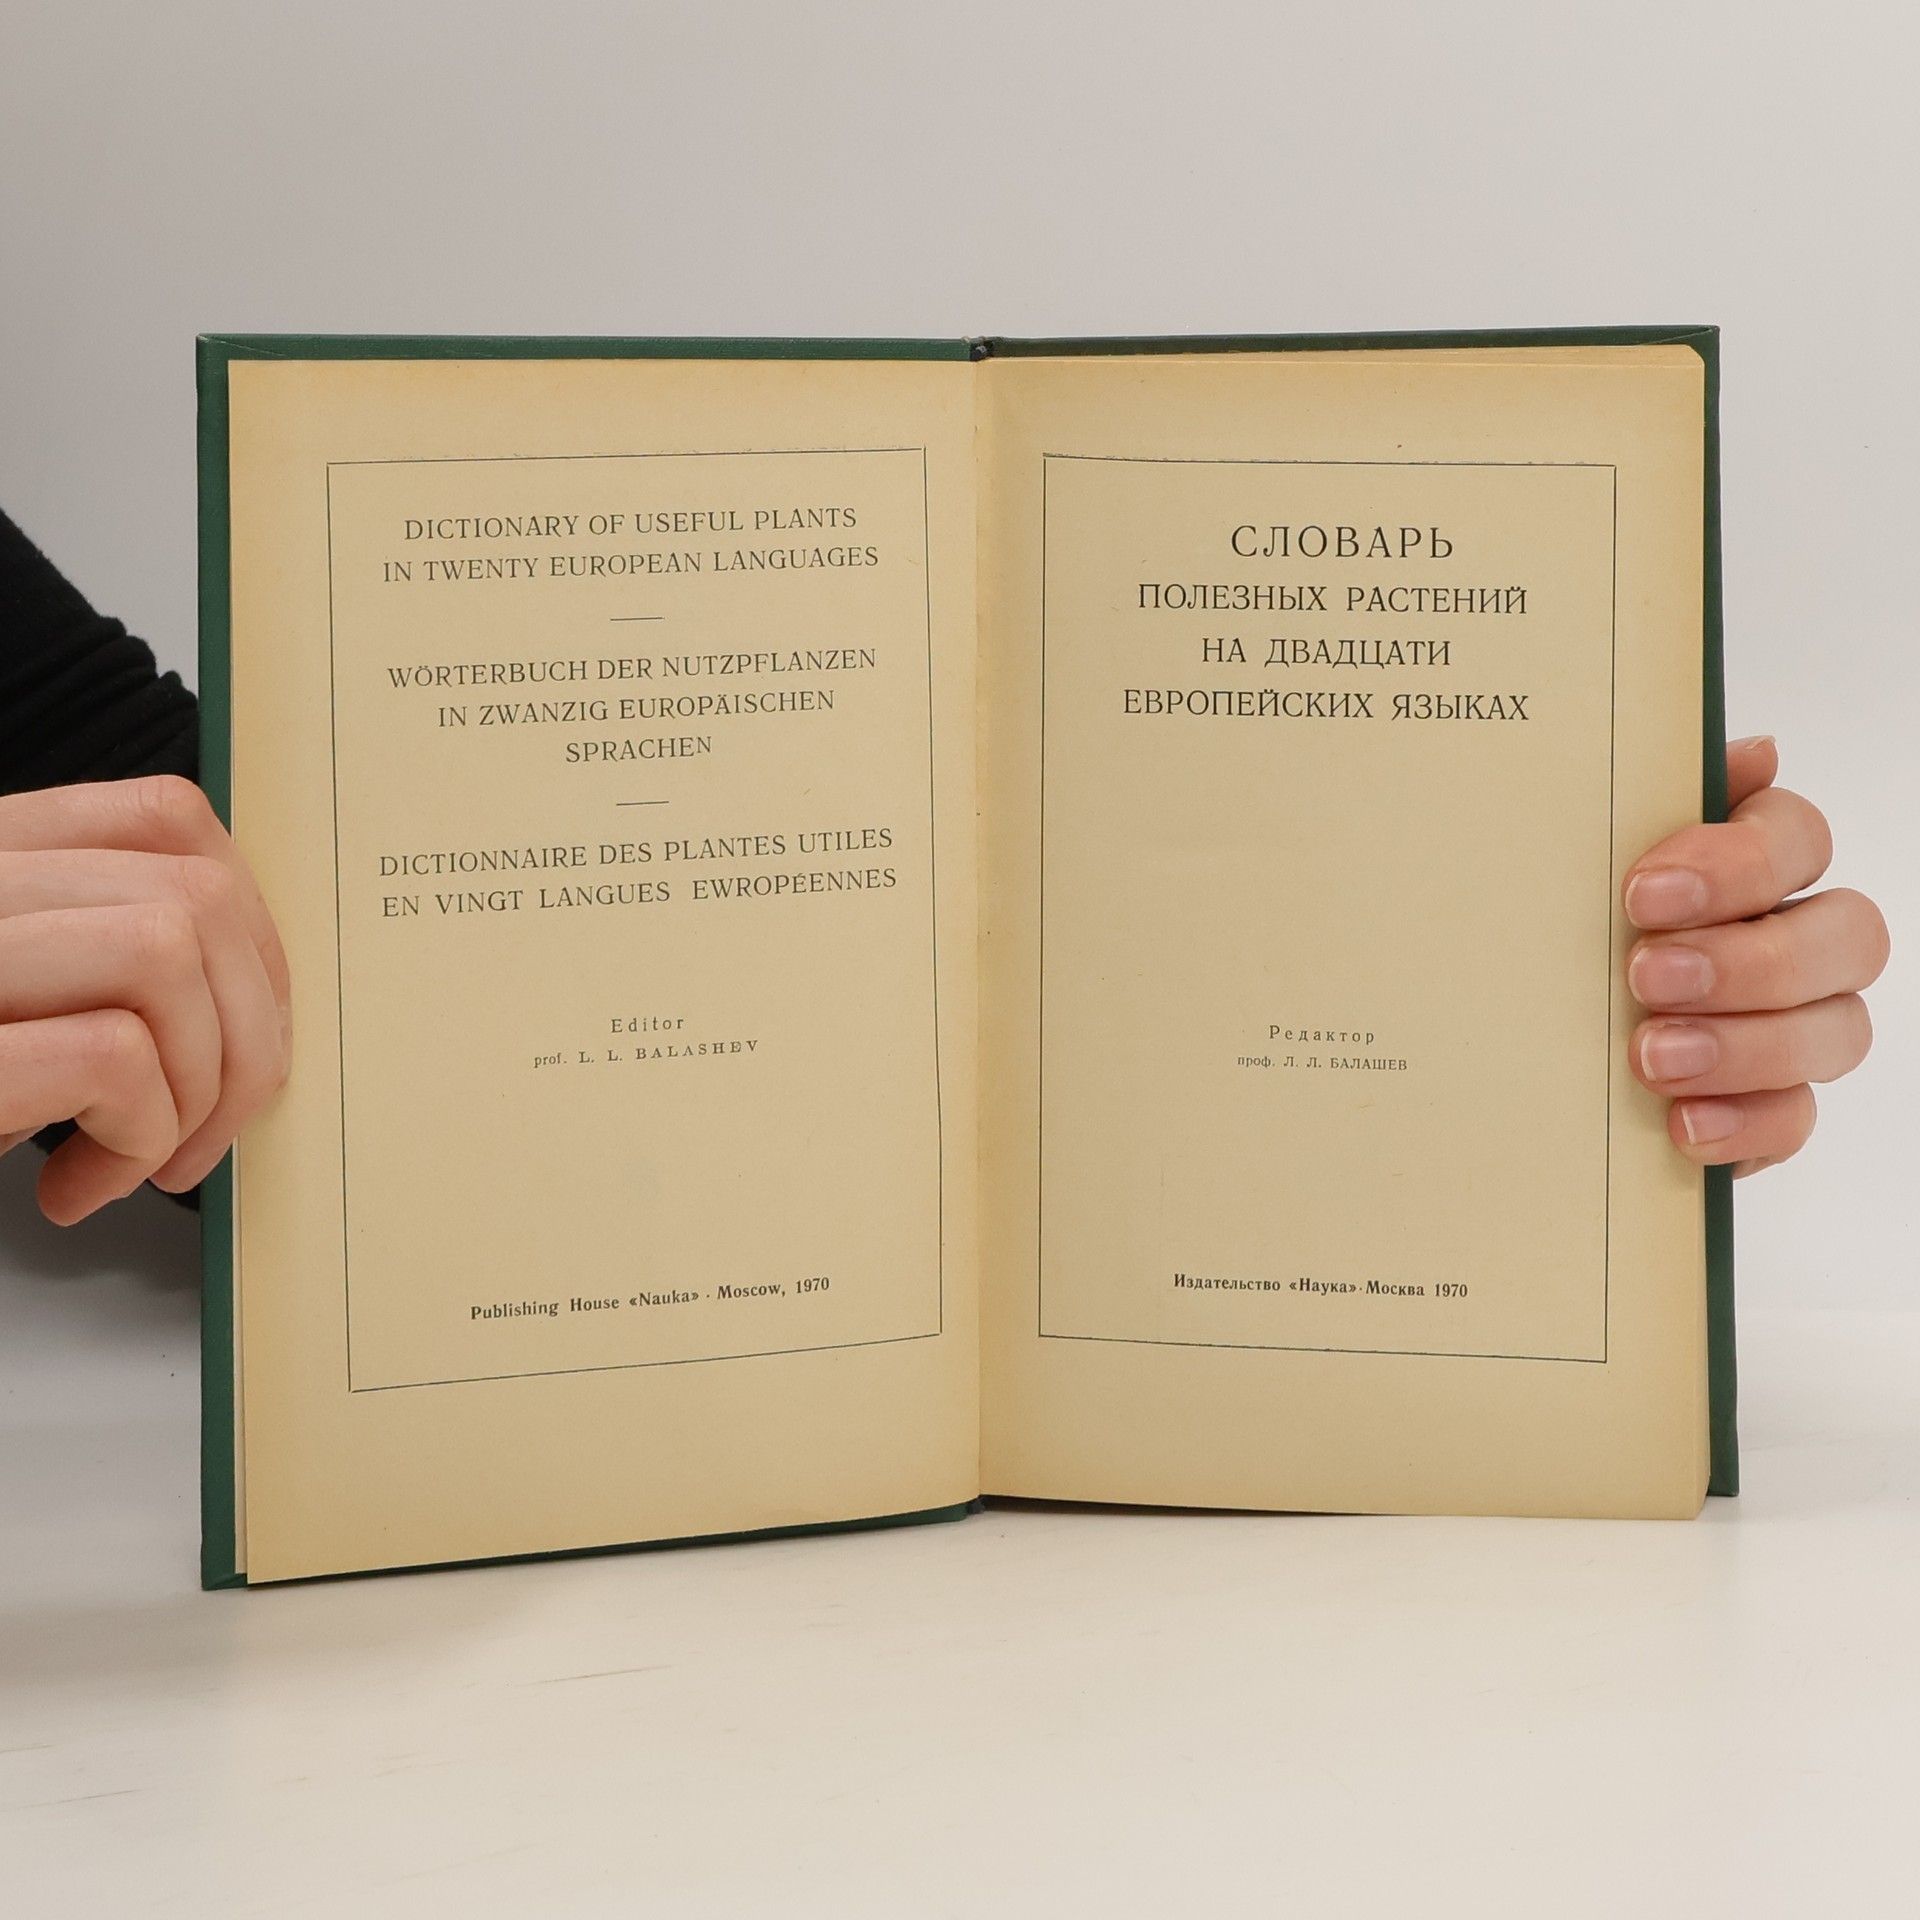 DICTIONARY OF USEFUL PLANTS
IN TWENTY EUROPEAN LANGUAGES
WÖRTERBUCH DER NUTZPFLANZEN
IN ZWANZIG EUROPÄISCHEN
SPRACHEN
DICTIONNAIRE DES PLANTES UTILES
EN VINGT LANGUES EWROPÉENNES
Editor
prof. L. L. BALASHEV
Publishing House «Nauka» · Moscow, 1970
СЛОВАРЬ
ПОЛЕЗНЫХ РАСТЕНИЙ
НА ДВАДЦАТИ
ЕВРОПЕЙСКИХ ЯЗЫКАХ
Редактор
проф. Л. Л. БАЛАШЕВ
Издательство «Наука» · Москва 1970